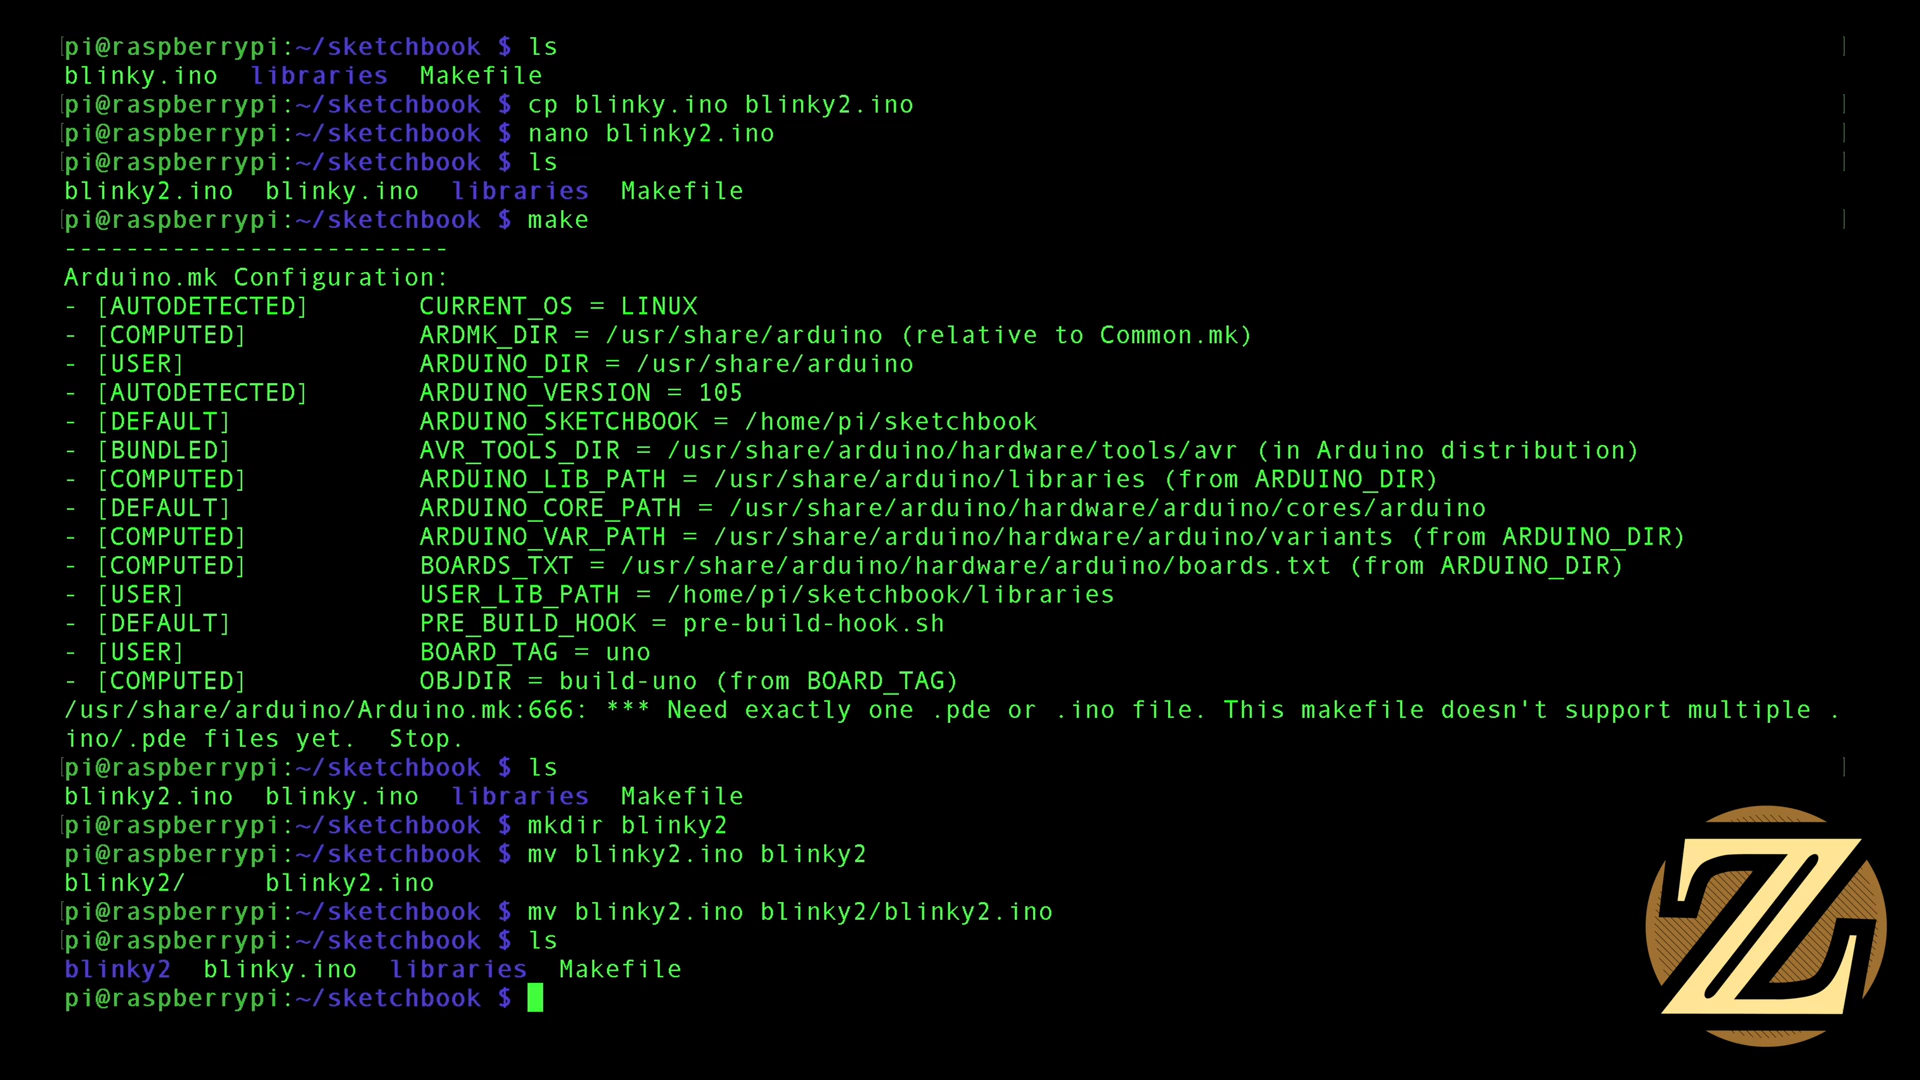 pi@raspberrypi:~/sketchbook $ ls
blinky.ino  libraries  Makefile
pi@raspberrypi:~/sketchbook $ cp blinky.ino blinky2.ino
pi@raspberrypi:~/sketchbook $ nano blinky2.ino
pi@raspberrypi:~/sketchbook $ ls
blinky2.ino  blinky.ino  libraries  Makefile
pi@raspberrypi:~/sketchbook $ make
-------------------------
Arduino.mk Configuration:
- [AUTODETECTED]       CURRENT_OS = LINUX
- [COMPUTED]           ARDMK_DIR = /usr/share/arduino (relative to Common.mk)
- [USER]               ARDUINO_DIR = /usr/share/arduino
- [AUTODETECTED]       ARDUINO_VERSION = 105
- [DEFAULT]            ARDUINO_SKETCHBOOK = /home/pi/sketchbook
- [BUNDLED]            AVR_TOOLS_DIR = /usr/share/arduino/hardware/tools/avr (in Arduino distribution)
- [COMPUTED]           ARDUINO_LIB_PATH = /usr/share/arduino/libraries (from ARDUINO_DIR)
- [DEFAULT]            ARDUINO_CORE_PATH = /usr/share/arduino/hardware/arduino/cores/arduino
- [COMPUTED]           ARDUINO_VAR_PATH = /usr/share/arduino/hardware/arduino/variants (from ARDUINO_DIR)
- [COMPUTED]           BOARDS_TXT = /usr/share/arduino/hardware/arduino/boards.txt (from ARDUINO_DIR)
- [USER]               USER_LIB_PATH = /home/pi/sketchbook/libraries
- [DEFAULT]            PRE_BUILD_HOOK = pre-build-hook.sh
- [USER]               BOARD_TAG = uno
- [COMPUTED]           OBJDIR = build-uno (from BOARD_TAG)
/usr/share/arduino/Arduino.mk:666: *** Need exactly one .pde or .ino file. This makefile doesn't support multiple .
ino/.pde files yet.  Stop.
pi@raspberrypi:~/sketchbook $ ls
blinky2.ino  blinky.ino  libraries  Makefile
pi@raspberrypi:~/sketchbook $ mkdir blinky2
pi@raspberrypi:~/sketchbook $ mv blinky2.ino blinky2
blinky2/     blinky2.ino
pi@raspberrypi:~/sketchbook $ mv blinky2.ino blinky2/blinky2.ino
pi@raspberrypi:~/sketchbook $ ls
blinky2  blinky.ino  libraries  Makefile
pi@raspberrypi:~/sketchbook $
Z